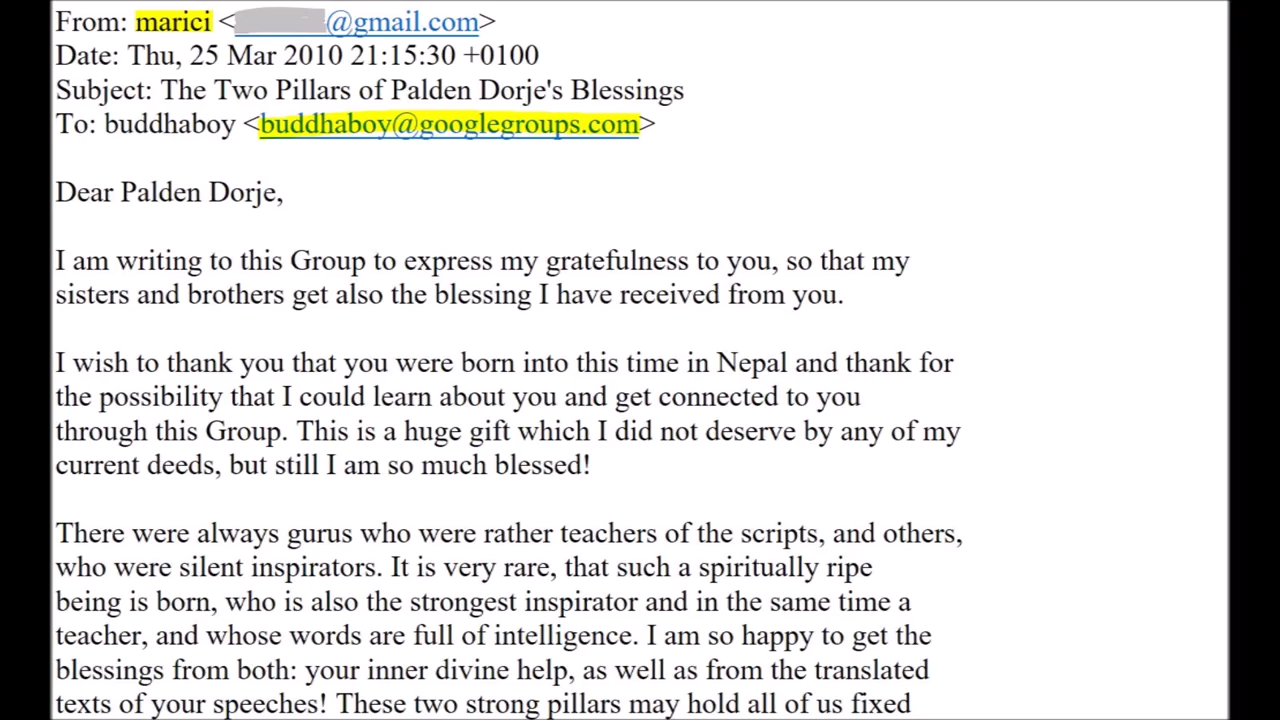 From: marici < @gmail.com>
Date: Thu, 25 Mar 2010 21:15:30 +0100
Subject: The Two Pillars of Palden Dorje's Blessings
To: buddhaboy <buddhaboy@googlegroups.com>
Dear Palden Dorje,
I am writing to this Group to express my gratefulness to you, so that my
sisters and brothers get also the blessing I have received from you.
I wish to thank you that you were born into this time in Nepal and thank for
the possibility that I could learn about you and get connected to you
through this Group. This is a huge gift which I did not deserve by any of my
current deeds, but still I am so much blessed!
There were always gurus who were rather teachers of the scripts, and others,
who were silent inspirators. It is very rare, that such a spiritually ripe
being is born, who is also the strongest inspirator and in the same time a
teacher, and whose words are full of intelligence. I am so happy to get the
blessings from both: your inner divine help, as well as from the translated
texts of your speeches! These two strong pillars may hold all of us fixed